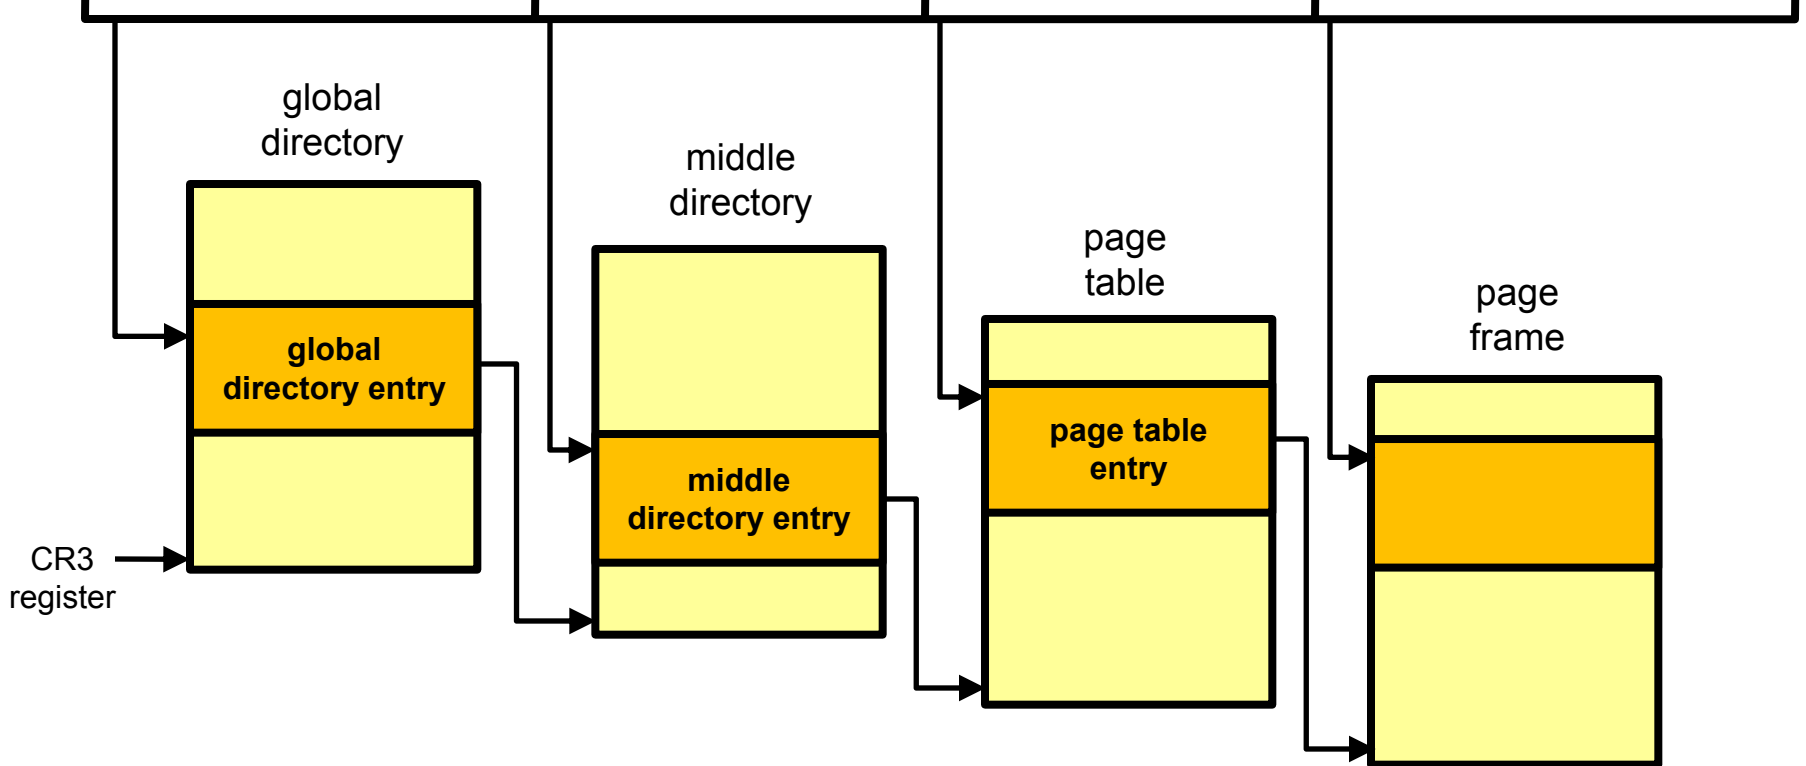 global
directory
middle
directory
page
table
page
frame
global
directory entry
page table
entry
middle
directory entry
CR3
register